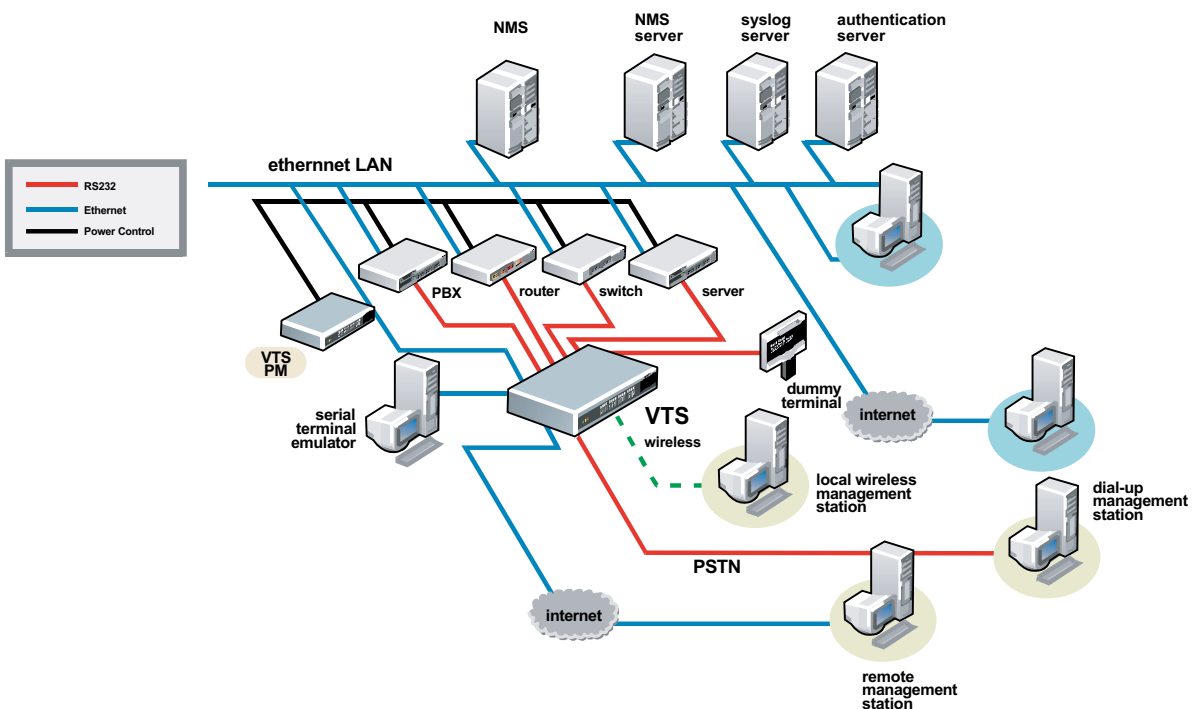 NMS
NMS
server
syslog
server
authentication
server
ethernnet LAN
RS232
Ethernet
Power Control
PBX
router
switch
server
VTS
PM
serial
terminal
emulator
VTS
wireless
dummy
terminal
internet
local wireless
management
station
dial-up
management
station
PSTN
internet
remote
management
station